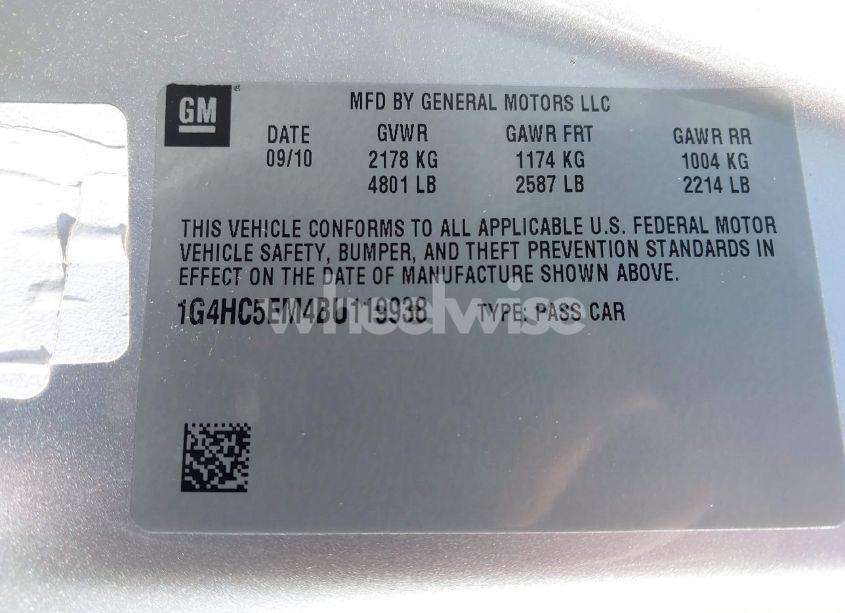 GM
MFD BY GENERAL MOTORS LLC
DATE GVWR GAWR FRT GAWR RR
09/10 2178 KG 1174 KG 1004 KG
4801 LB 2587 LB 2214 LB
THIS VEHICLE CONFORMS TO ALL APPLICABLE U.S. FEDERAL MOTOR
VEHICLE SAFETY, BUMPER, AND THEFT PREVENTION STANDARDS IN
EFFECT ON THE DATE OF MANUFACTURE SHOWN ABOVE.
1G4HC5EM4BU119938 TYPE: PASS CAR
wheelwise